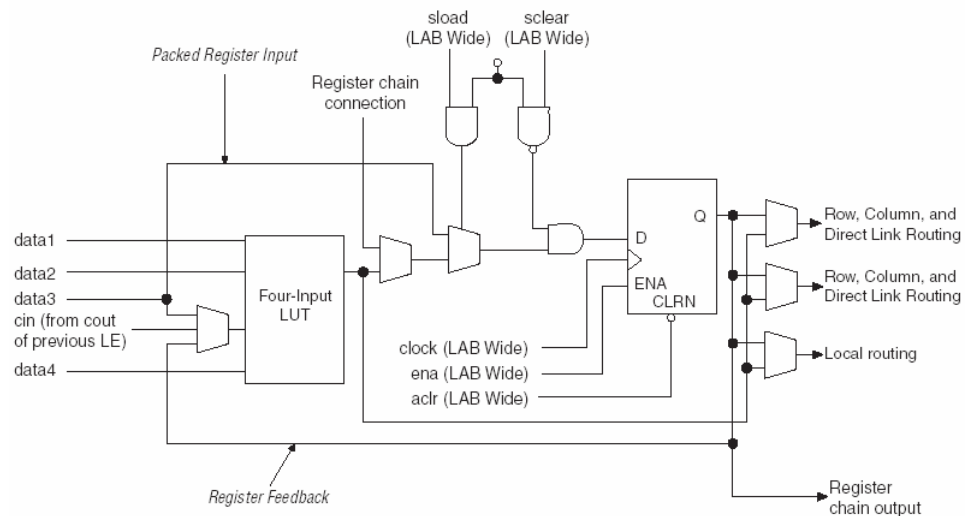 sload
(LAB Wide)
sclear
(LAB Wide)
Packed Register Input
Register chain
connection
data1
data2
data3
cin (from cout
of previous LE)
data4
Four-Input
LUT
Q
D
ENA
CLRN
clock (LAB Wide)
ena (LAB Wide)
aclr (LAB Wide)
Row, Column, and
Direct Link Routing
Row, Column, and
Direct Link Routing
Local routing
Register Feedback
Register
chain output